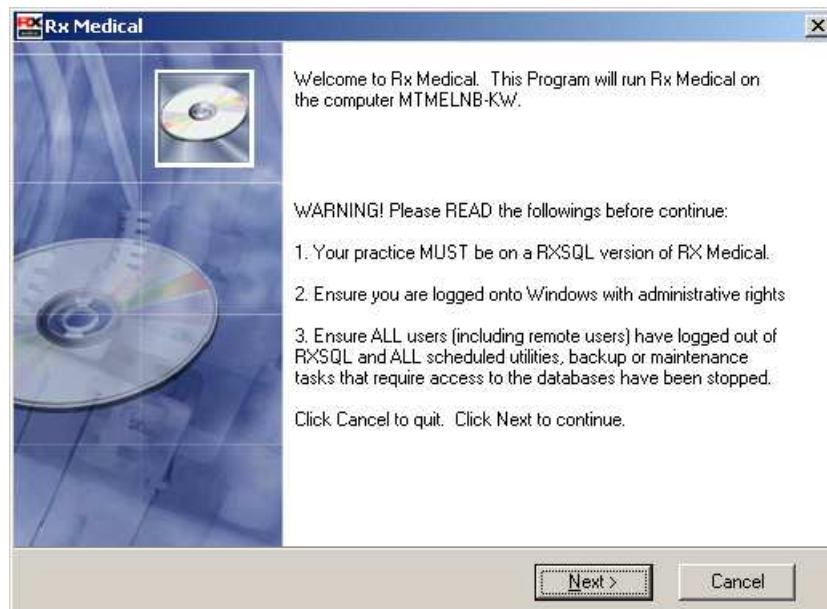 Rx Medical
Welcome to Rx Medical. This Program will run Rx Medical on
the computer MTMELNB-KW.
WARNING! Please READ the followings before continue:
1. Your practice MUST be on a RXSQL version of RX Medical.
2. Ensure you are logged onto Windows with administrative rights
3. Ensure ALL users (including remote users) have logged out of
RXSQL and ALL scheduled utilities, backup or maintenance
tasks that require access to the databases have been stopped.
Click Cancel to quit. Click Next to continue.
Next >
Cancel